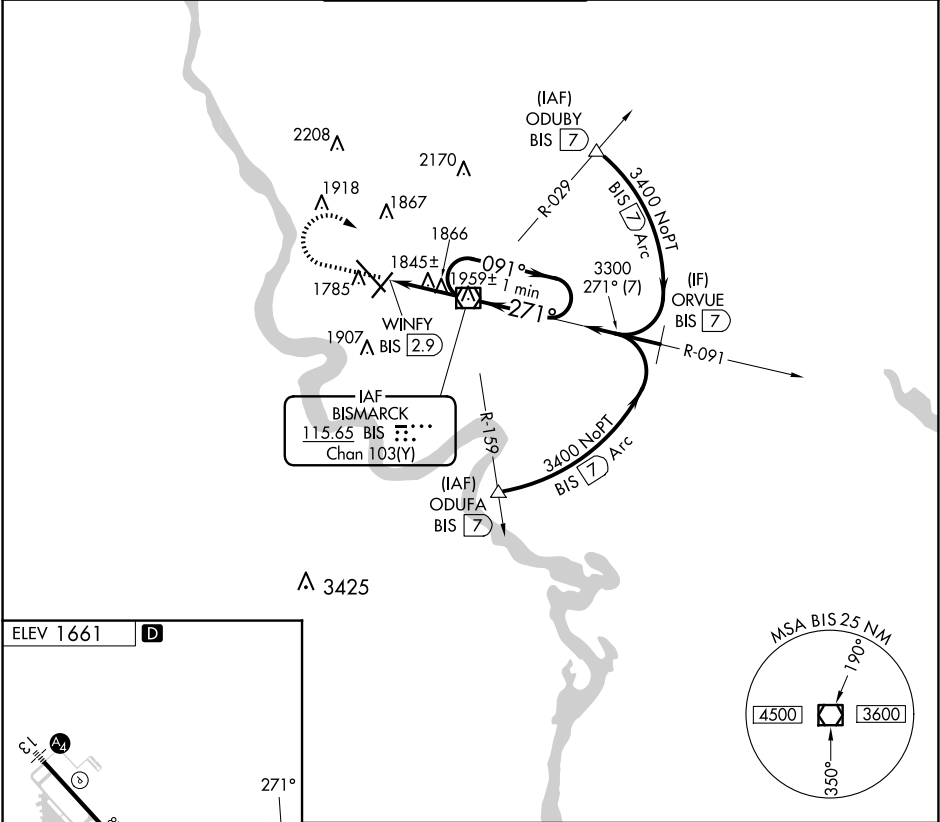 (IAF)
ODUBY
BIS 7
2208
2170
1918
1867
R-029
3400 NoPT
BIS 7 Arc
1866
1845±
091°
1959±
1 min
271°
3300
271° (7)
(IF)
ORVUE
BIS 7
1785
WINFY
BIS 2.9
1907
R-091
IAF
BISMARCK
115.65 BIS
Chan 103(Y)
R-159
3400 NoPT
BIS 7 Arc
(IAF)
ODUFA
BIS 7
3425
ELEV 1661 D
MSA BIS 25 NM
190°
4500
3600
350°
13
A4
P
271°